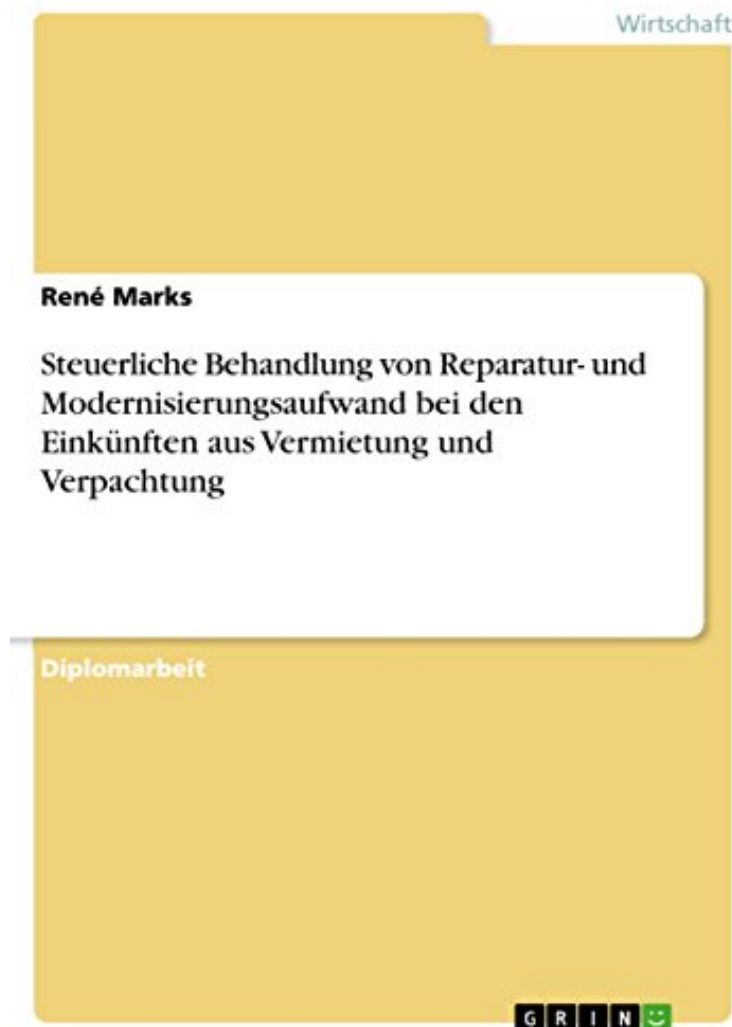 Wirtschaft
René Marks
Steuerliche Behandlung von Reparatur- und
Modernisierungsaufwand bei den
Einkünften aus Vermietung und
Verpachtung
Diplomarbeit
GRIN